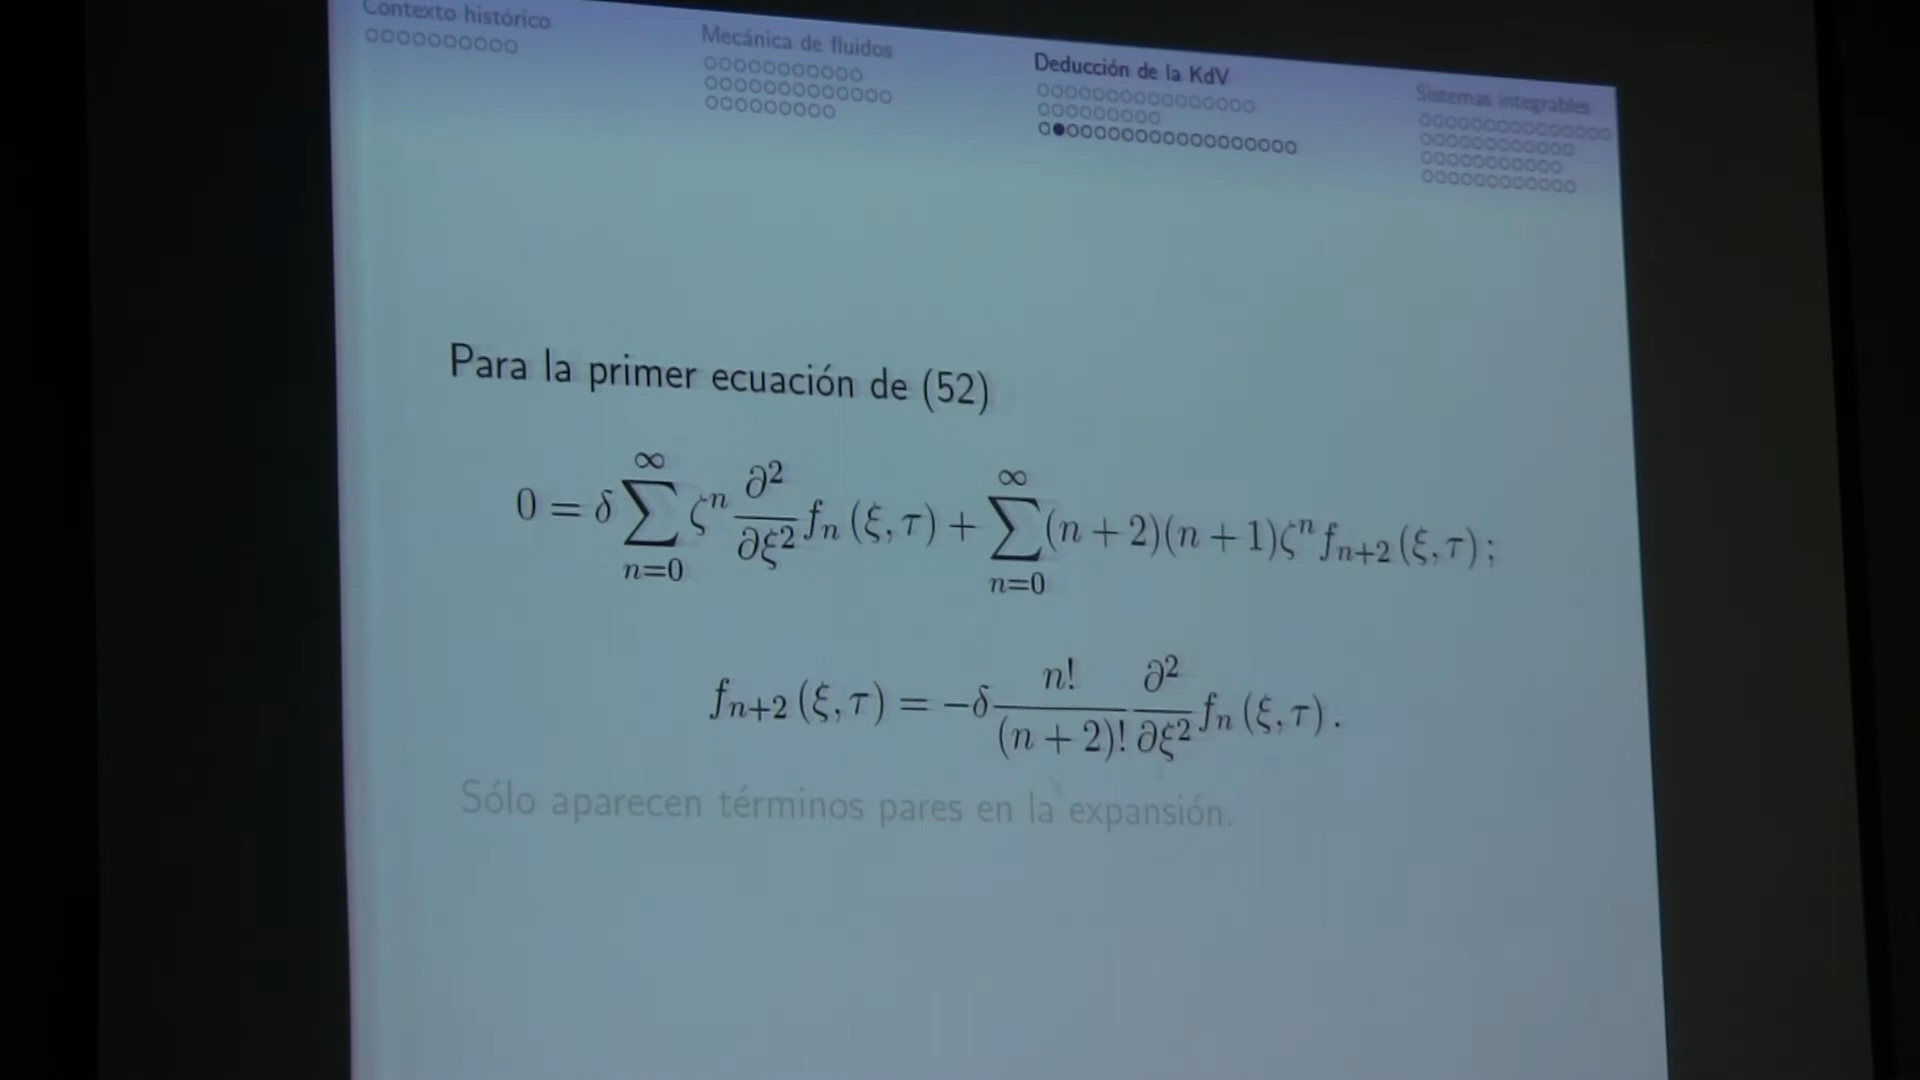 Contexto histórico
Mecánica de fluidos
Deducción de la KdV
Sistemas integrables
Para la primer ecuación de (52)
0 = δ ∑_{n=0}^{∞} ζ^n ∂²/∂ξ² f_n (ξ, τ) + ∑_{n=0}^{∞} (n + 2)(n + 1)ζ^n f_{n+2} (ξ, τ) ;
f_{n+2} (ξ, τ) = −δ n!/(n + 2)! ∂²/∂ξ² f_n (ξ, τ) .
Sólo aparecen términos pares en la expansión.